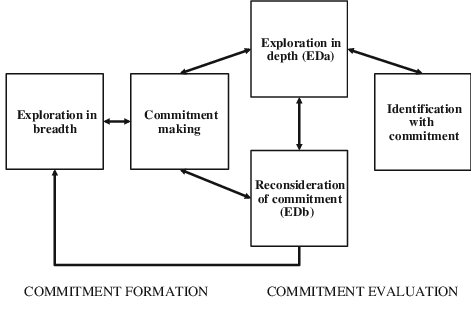 Exploration in
depth (EDa)
Exploration in
breadth
Commitment
making
Identification
with
commitment
Reconsideration
of commitment
(EDb)
COMMITMENT FORMATION
COMMITMENT EVALUATION